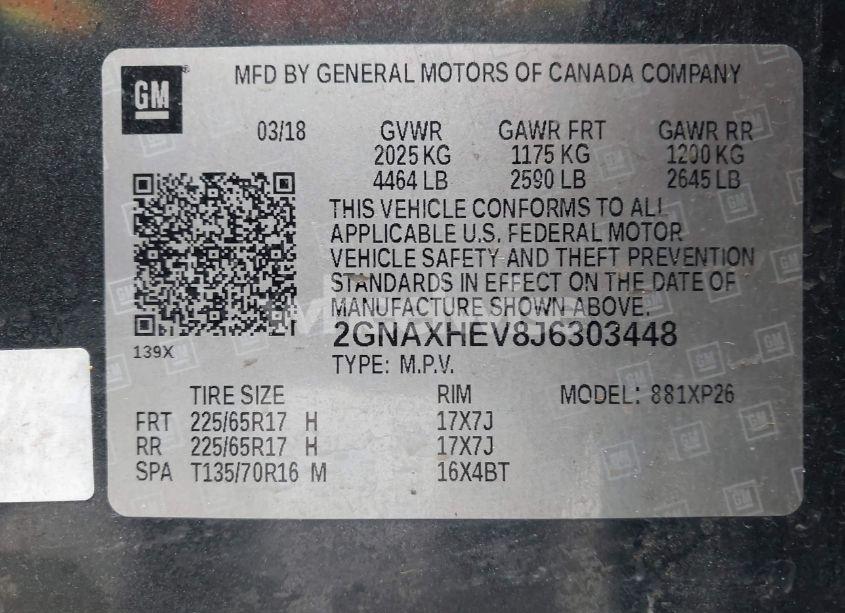 GM
MFD BY GENERAL MOTORS OF CANADA COMPANY
03/18 GVWR GAWR FRT GAWR RR
2025 KG 1175 KG 1200 KG
4464 LB 2590 LB 2645 LB
THIS VEHICLE CONFORMS TO ALL
APPLICABLE U.S. FEDERAL MOTOR
VEHICLE SAFETY AND THEFT PREVENTION
STANDARDS IN EFFECT ON THE DATE OF
MANUFACTURE SHOWN ABOVE.
2GNAXHEV8J6303448
139X
TYPE: M.P.V.
TIRE SIZE RIM MODEL: 881XP26
FRT 225/65R17 H 17X7J
RR 225/65R17 H 17X7J
SPA T135/70R16 M 16X4BT